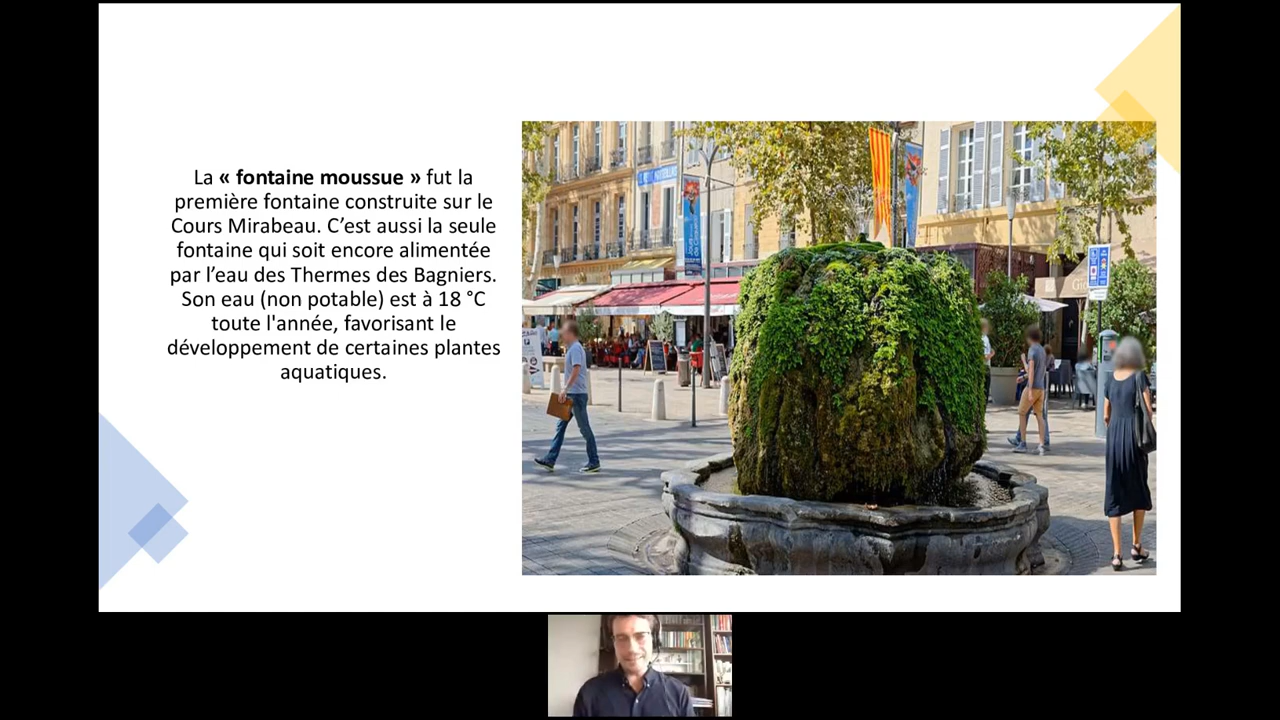 La « fontaine moussue » fut la
première fontaine construite sur le
Cours Mirabeau. C’est aussi la seule
fontaine qui soit encore alimentée
par l’eau des Thermes des Bagniers.
Son eau (non potable) est à 18 °C
toute l'année, favorisant le
développement de certaines plantes
aquatiques.